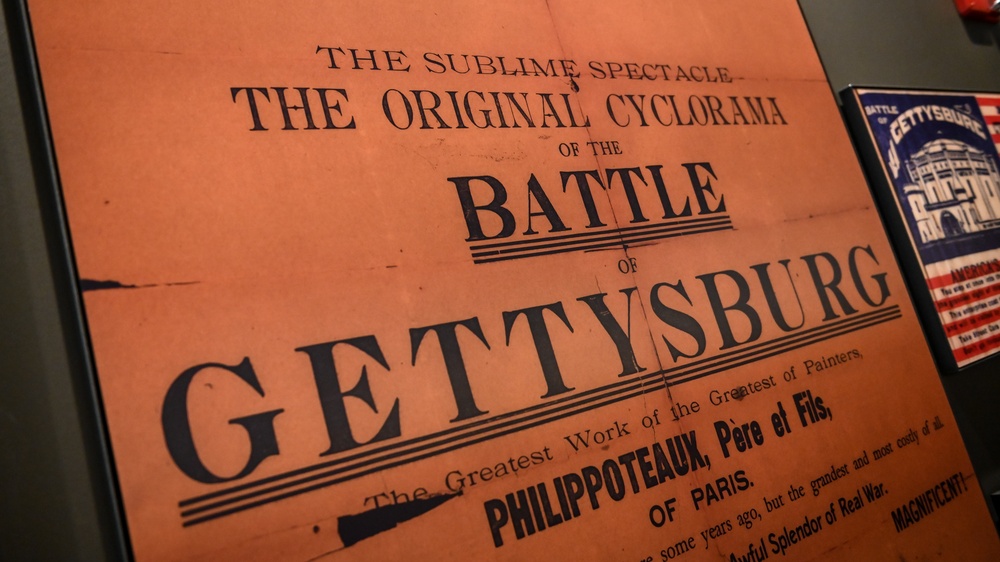 THE SUBLIME SPECTACLE
THE ORIGINAL CYCLORAMA
OF THE
BATTLE
OF
GETTYSBURG
The Greatest Work of the Greatest of Painters,
PHILIPPOTEAUX, Père et Fils,
OF PARIS.
some years ago, but the grandest and most costly of all.
Awful Splendor of Real War.
MAGNIFICENT!
BATTLE
OF
GETTYSBURG
AMERICA'S